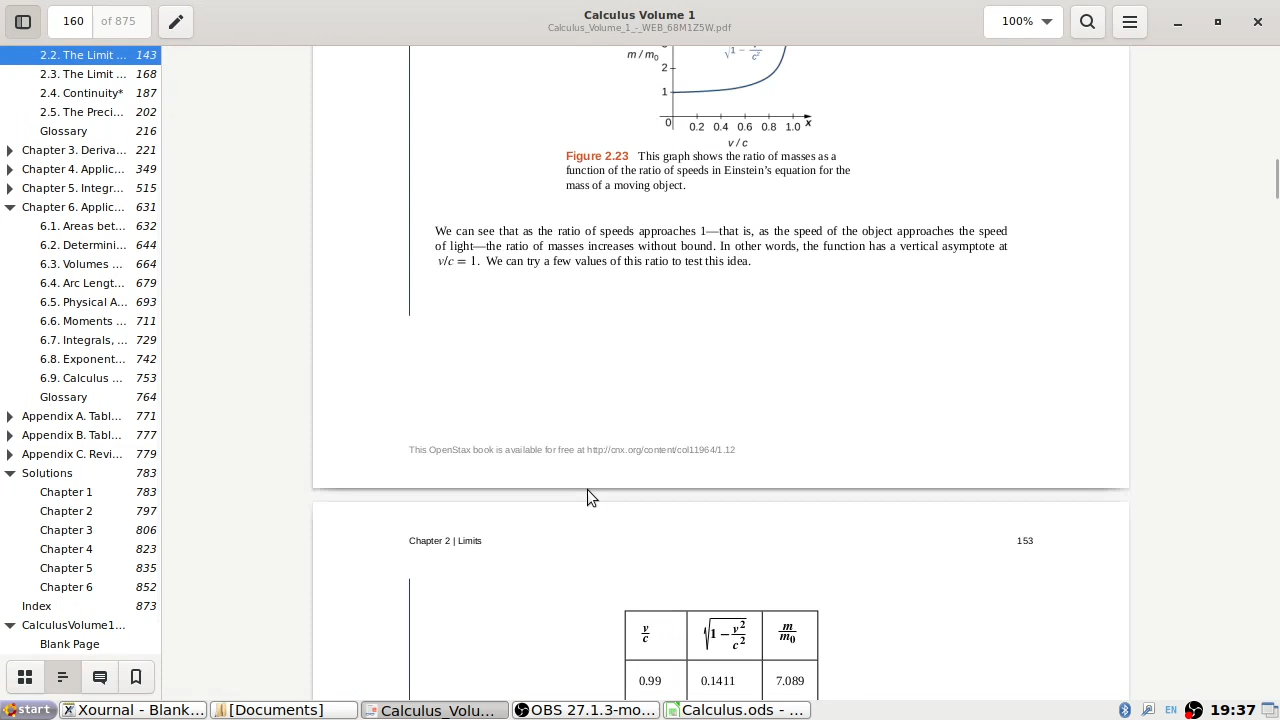 160
of 875
Calculus Volume 1
Calculus_Volume_1_-_WEB_68M1Z5W.pdf
100%
2.2. The Limit ... 143
2.3. The Limit ... 168
2.4. Continuity* 187
2.5. The Preci... 202
Glossary 216
Chapter 3. Deriva... 221
Chapter 4. Applic... 349
Chapter 5. Integr... 515
Chapter 6. Applic... 631
6.1. Areas bet... 632
6.2. Determini... 644
6.3. Volumes ... 664
6.4. Arc Lengt... 679
6.5. Physical A... 693
6.6. Moments ... 711
6.7. Integrals, ... 729
6.8. Exponent... 742
6.9. Calculus ... 753
Glossary 764
Appendix A. Tabl... 771
Appendix B. Tabl... 777
Appendix C. Revi... 779
Solutions 783
Chapter 1 783
Chapter 2 797
Chapter 3 806
Chapter 4 823
Chapter 5 835
Chapter 6 852
Index 873
CalculusVolume1...
Blank Page
m / m0
2
1
0
0.2 0.4 0.6 0.8 1.0 x
v / c
Figure 2.23 This graph shows the ratio of masses as a
function of the ratio of speeds in Einstein's equation for the
mass of a moving object.
We can see that as the ratio of speeds approaches 1—that is, as the speed of the object approaches the speed
of light—the ratio of masses increases without bound. In other words, the function has a vertical asymptote at
v/c = 1. We can try a few values of this ratio to test this idea.
This OpenStax book is available for free at http://cnx.org/content/col11964/1.12
Chapter 2 | Limits 153
v/c √1 − v²/c² m/m0
0.99 0.1411 7.089
start
Xournal - Blank...
[Documents]
Calculus_Volu...
OBS 27.1.3-mo...
Calculus.ods - ...
EN
19:37